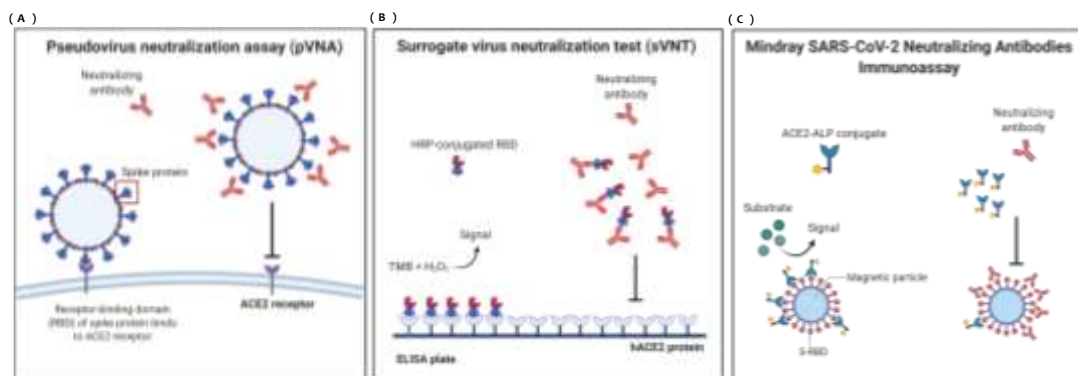 (A)
Pseudovirus neutralization assay (pVNA)
Neutralizing
antibody
Spike protein
Receptor-binding domain
(RBD) of spike protein binds
to ACE2 receptor
ACE2 receptor
(B)
Surrogate virus neutralization test (sVNT)
Neutralizing
antibody
HRP-conjugated RBD
Signal
TMB + H₂O₂
hACE2 protein
ELISA plate
(C)
Mindray SARS-CoV-2 Neutralizing Antibodies
Immunoassay
Neutralizing
antibody
ACE2-ALP conjugate
Substrate
Signal
Magnetic particle
S-RBD